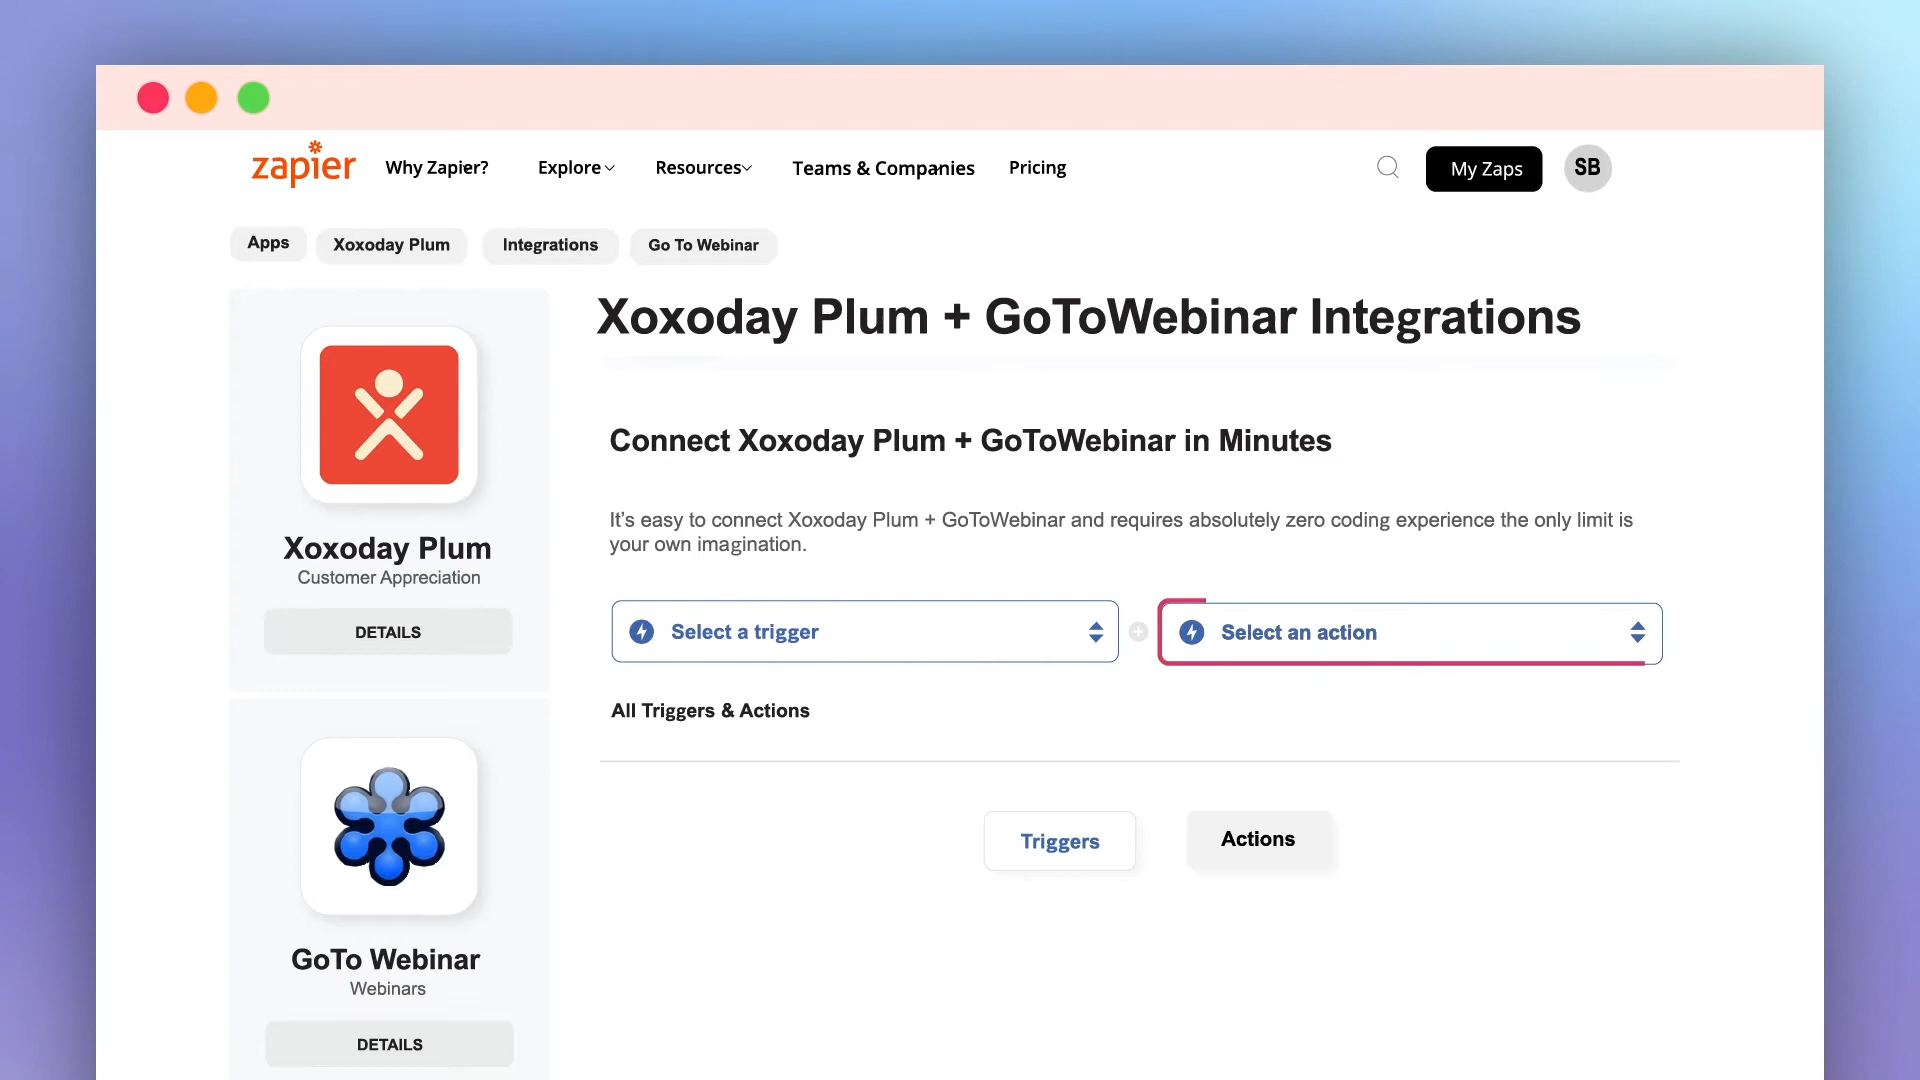 zapier
Why Zapier?
Explore
Resources
Teams & Companies
Pricing
My Zaps
SB
Apps
Xoxoday Plum
Integrations
Go To Webinar
Xoxoday Plum + GoToWebinar Integrations
Xoxoday Plum
Customer Appreciation
DETAILS
Connect Xoxoday Plum + GoToWebinar in Minutes
It's easy to connect Xoxoday Plum + GoToWebinar and requires absolutely zero coding experience the only limit is
your own imagination.
Select a trigger
Select an action
All Triggers & Actions
Triggers
Actions
GoTo Webinar
Webinars
DETAILS